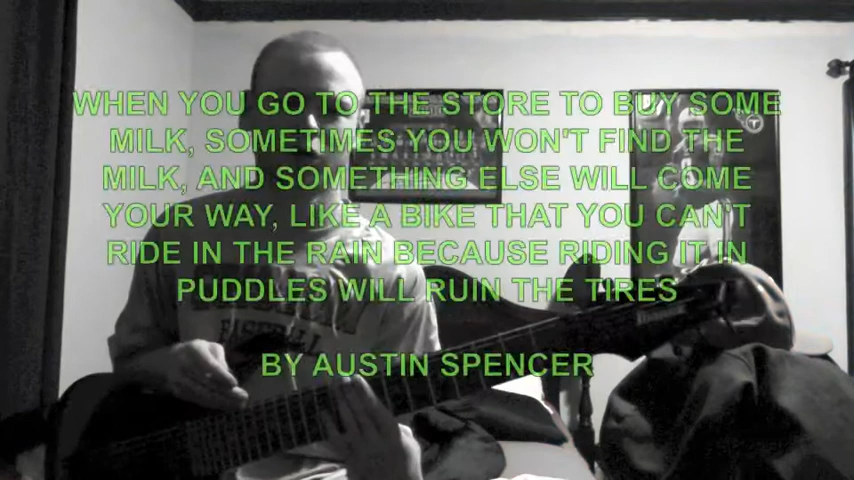 WHEN YOU GO TO THE STORE TO BUY SOME
MILK, SOMETIMES YOU WON'T FIND THE
MILK, AND SOMETHING ELSE WILL COME
YOUR WAY, LIKE A BIKE THAT YOU CAN'T
RIDE IN THE RAIN BECAUSE RIDING IT IN
PUDDLES WILL RUIN THE TIRES
BY AUSTIN SPENCER
BASEBALL